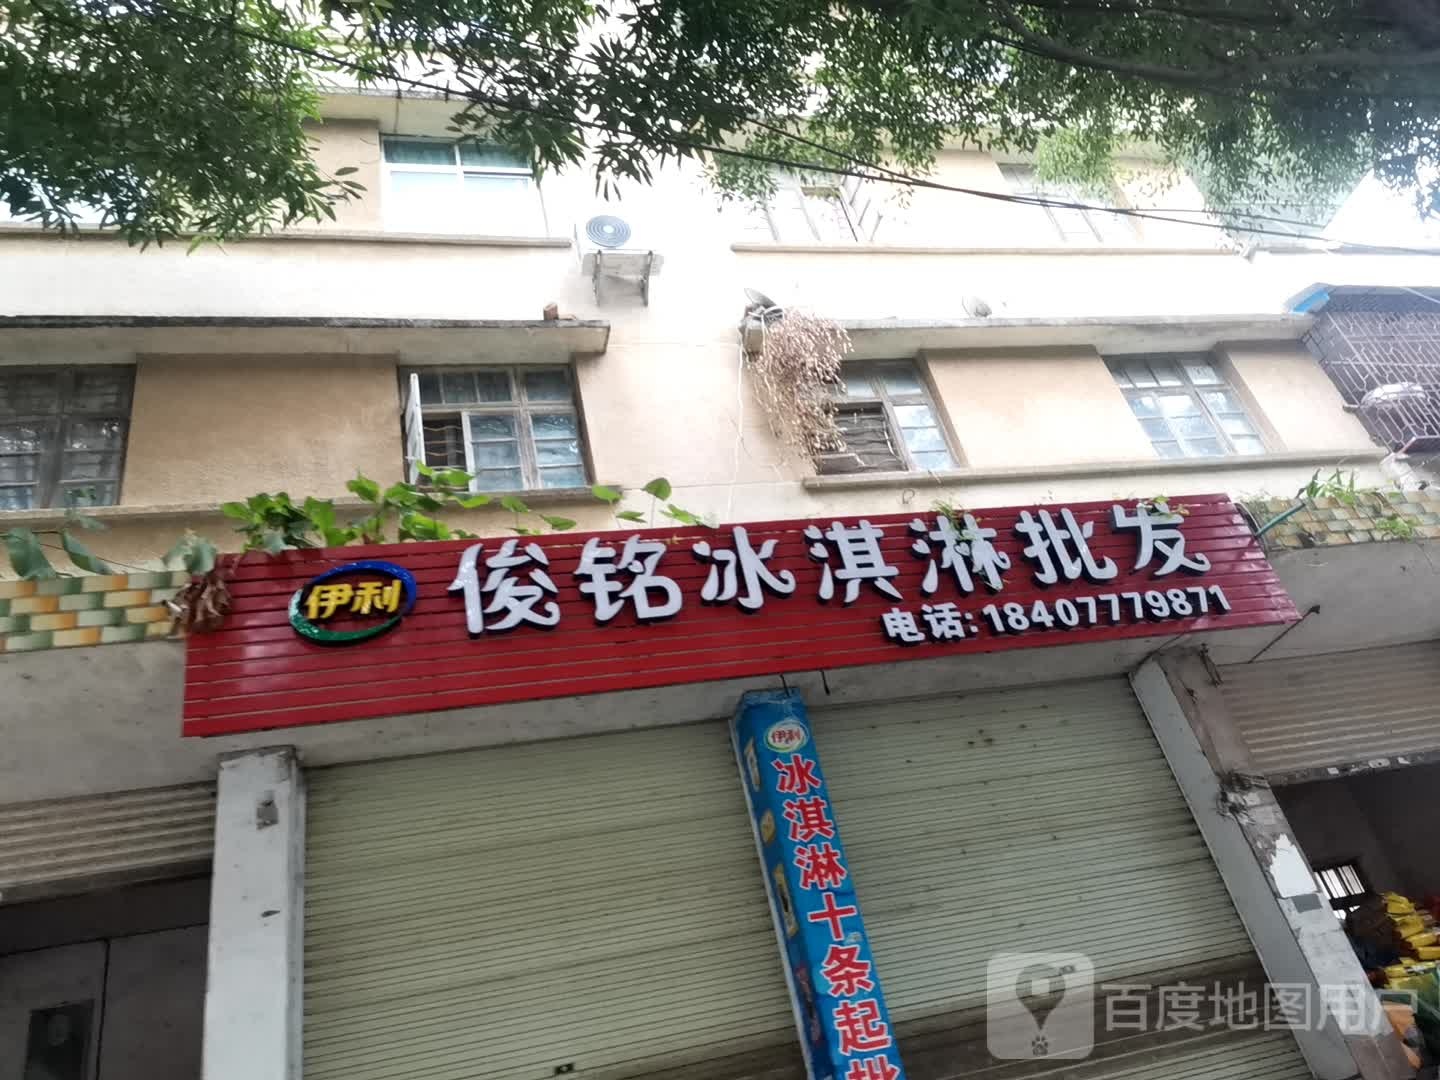 伊利
俊铭冰淇淋批发
电话:18407779871
伊利
冰淇淋十条起批
百度地图用户